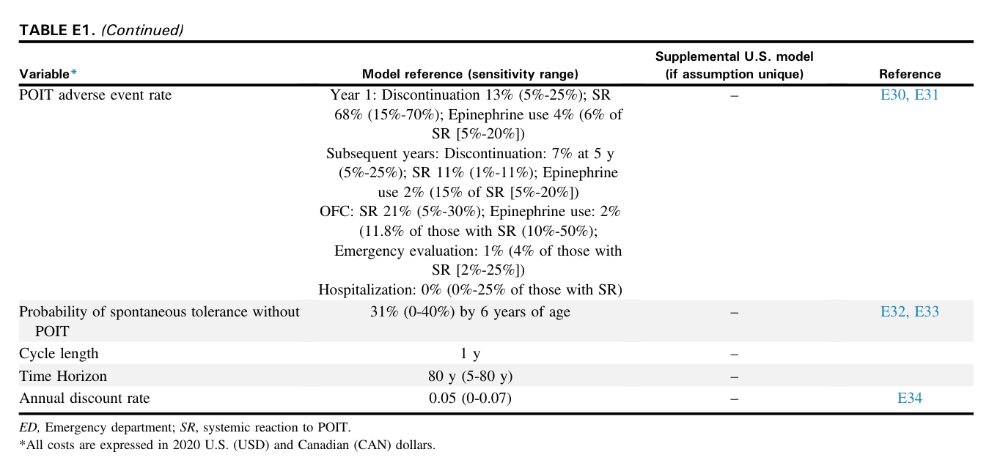 TABLE E1. (Continued)
Variable*
Model reference (sensitivity range)
Supplemental U.S. model
(if assumption unique)
Reference
POIT adverse event rate
Year 1: Discontinuation 13% (5%-25%); SR
68% (15%-70%); Epinephrine use 4% (6% of
SR [5%-20%])
Subsequent years: Discontinuation: 7% at 5 y
(5%-25%); SR 11% (1%-11%); Epinephrine
use 2% (15% of SR [5%-20%])
OFC: SR 21% (5%-30%); Epinephrine use: 2%
(11.8% of those with SR (10%-50%);
Emergency evaluation: 1% (4% of those with
SR [2%-25%])
Hospitalization: 0% (0%-25% of those with SR)
–
E30, E31
Probability of spontaneous tolerance without
POIT
31% (0-40%) by 6 years of age
–
E32, E33
Cycle length
1 y
–
Time Horizon
80 y (5-80 y)
–
Annual discount rate
0.05 (0-0.07)
–
E34
ED, Emergency department; SR, systemic reaction to POIT.
*All costs are expressed in 2020 U.S. (USD) and Canadian (CAN) dollars.